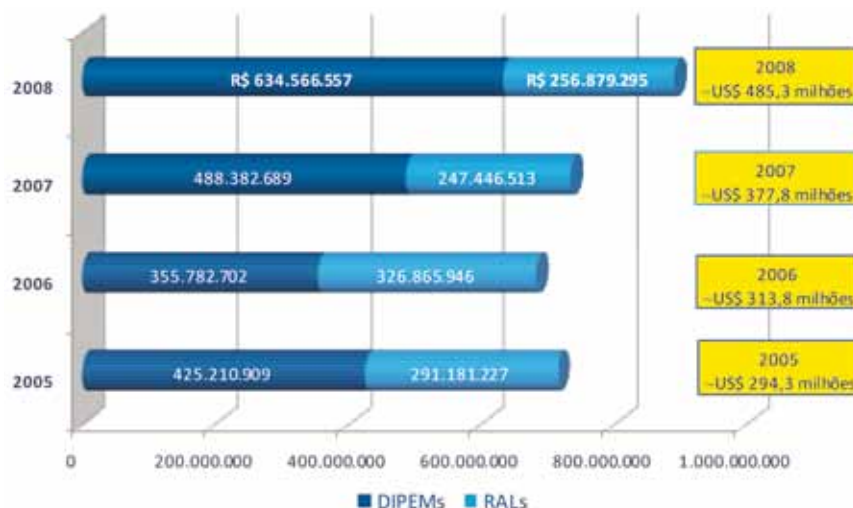 2008
R$ 634.566.557
R$ 256.879.295
2008
~US$ 485,3 milhões
2007
488.382.689
247.446.513
2007
~US$ 377,8 milhões
2006
355.782.702
326.865.946
2006
~US$ 313,8 milhões
2005
425.210.909
291.181.227
2005
~US$ 294,3 milhões
0
200.000.000
400.000.000
600.000.000
800.000.000
1.000.000.000
DIPEMs
RALs